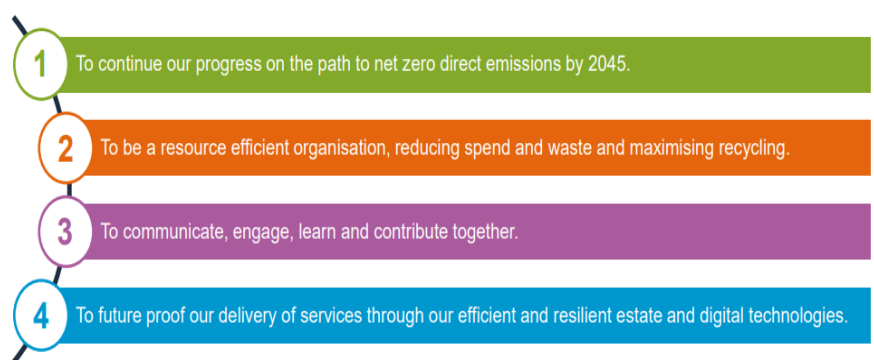 1 To continue our progress on the path to net zero direct emissions by 2045.
2 To be a resource efficient organisation, reducing spend and waste and maximising recycling.
3 To communicate, engage, learn and contribute together.
4 To future proof our delivery of services through our efficient and resilient estate and digital technologies.